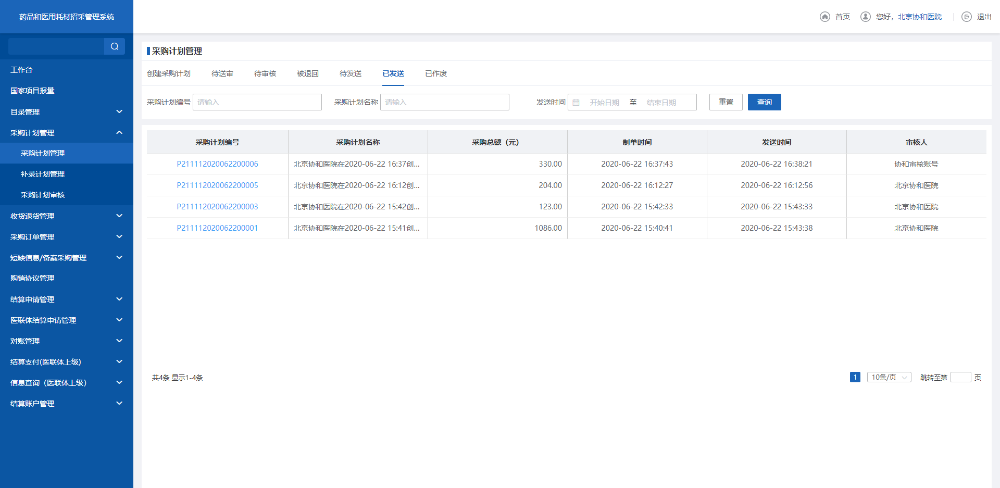 药品和医用耗材招采管理系统
首页 您好，北京协和医院 退出
工作台
国家项目报量
目录管理
采购计划管理
采购计划管理
补录计划管理
采购计划审核
收货退货管理
采购订单管理
短缺信息/备案采购管理
购销协议管理
结算申请管理
医联体结算申请管理
对账管理
结算支付(医联体上级)
信息查询（医联体上级）
结算账户管理
采购计划管理
创建采购计划 待送审 待审核 被退回 待发送 已发送 已作废
采购计划编号 请输入 采购计划名称 请输入 发送时间 开始日期 至 结束日期 重置 查询
采购计划编号 采购计划名称 采购总额（元） 制单时间 发送时间 审核人
P211112020062200006 北京协和医院在2020-06-22 16:37创... 330.00 2020-06-22 16:37:43 2020-06-22 16:38:21 协和审核账号
P211112020062200005 北京协和医院在2020-06-22 16:12创... 204.00 2020-06-22 16:12:27 2020-06-22 16:12:56 北京协和医院
P211112020062200003 北京协和医院在2020-06-22 15:42创... 123.00 2020-06-22 15:42:33 2020-06-22 15:43:33 北京协和医院
P211112020062200001 北京协和医院在2020-06-22 15:41创... 1086.00 2020-06-22 15:40:41 2020-06-22 15:43:38 北京协和医院
共4条 显示1-4条 1 10条/页 跳转至第 页